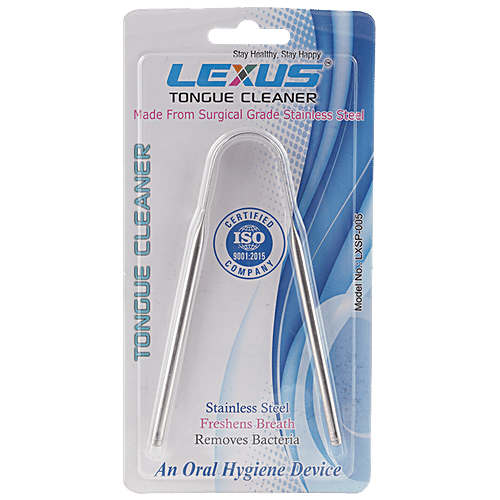 Stay Healthy, Stay Happy
LEXUS™
TONGUE CLEANER
Made From Surgical Grade Stainless Steel
TONGUE CLEANER
CERTIFIED
ISO
9001:2015
COMPANY
Model No.: LXSP-005
Stainless Steel
Freshens Breath
Removes Bacteria
An Oral Hygiene Device